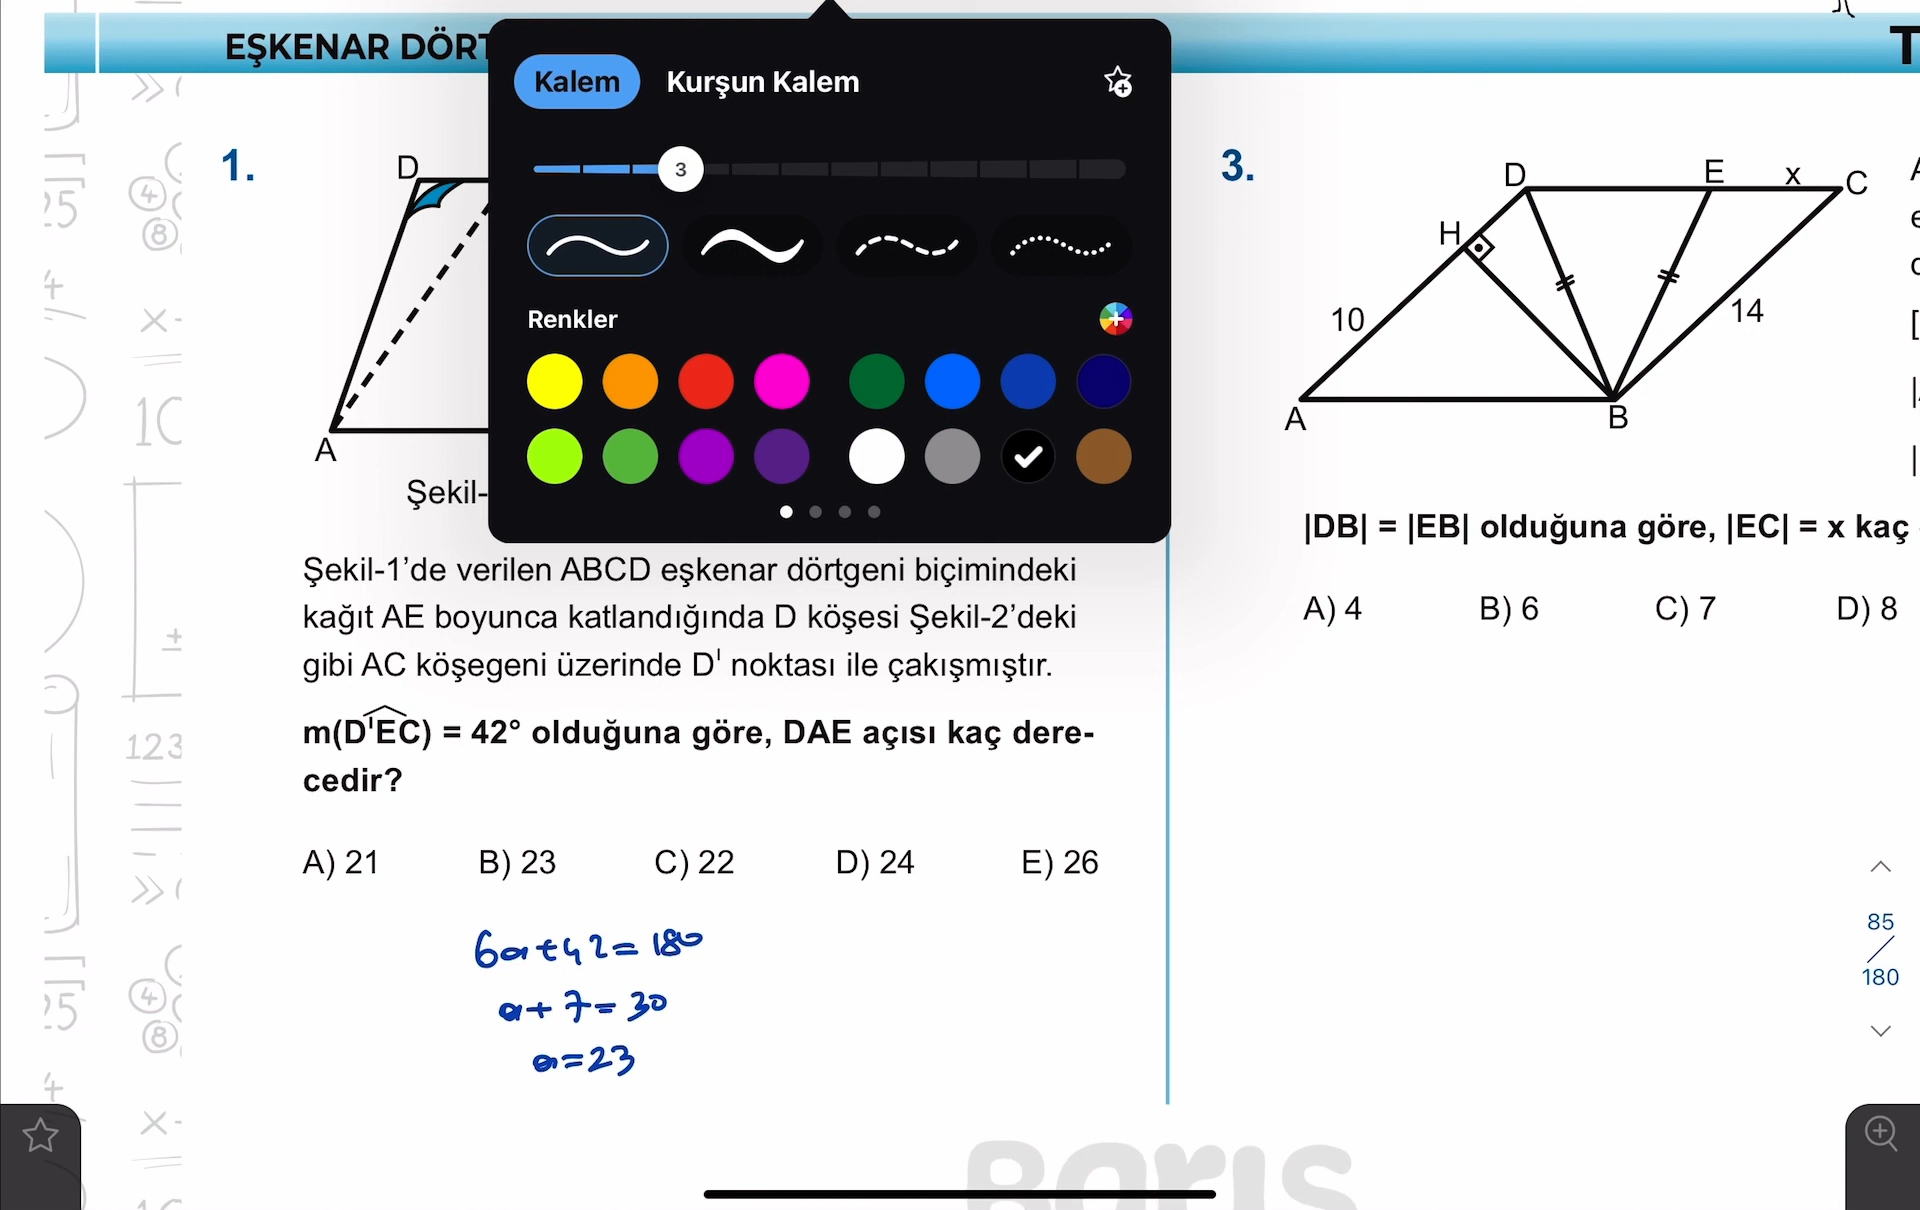 EŞKENAR DÖRT
T
Kalem
Kurşun Kalem
3
Renkler
1.
D
A
Şekil-
Şekil-1’de verilen ABCD eşkenar dörtgeni biçimindeki
kağıt AE boyunca katlandığında D köşesi Şekil-2’deki
gibi AC köşegeni üzerinde D' noktası ile çakışmıştır.
m(D'EC) = 42° olduğuna göre, DAE açısı kaç dere-
cedir?
A) 21 B) 23 C) 22 D) 24 E) 26
6a+42=180
a+7=30
a=23
3.
D E x C
H
10 14
A B
|DB| = |EB| olduğuna göre, |EC| = x kaç
A) 4 B) 6 C) 7 D) 8
85
180
Barış